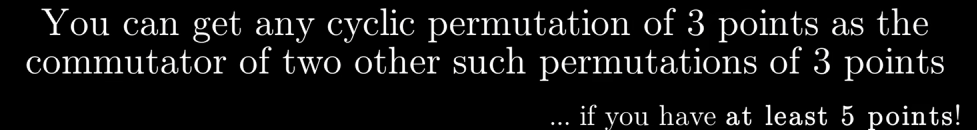 You can get any cyclic permutation of 3 points as the
commutator of two other such permutations of 3 points
... if you have at least 5 points!